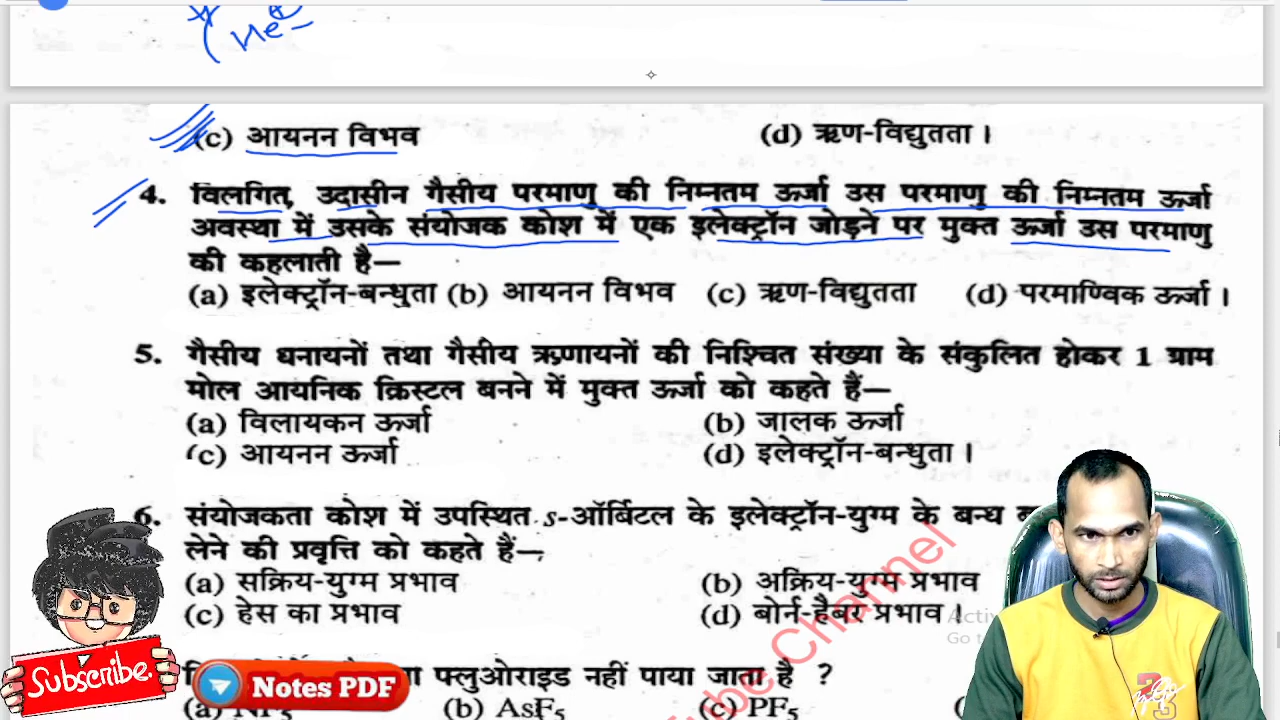 (c) आयनन विभव (d) ऋण-विद्युतता।
4. विलगित, उदासीन गैसीय परमाणु की निम्नतम ऊर्जा उस परमाणु की निम्नतम ऊर्जा
अवस्था में उसके संयोजक कोश में एक इलेक्ट्रॉन जोड़ने पर मुक्त ऊर्जा उस परमाणु
की कहलाती है—
(a) इलेक्ट्रॉन-बन्धुता (b) आयनन विभव (c) ऋण-विद्युतता (d) परमाण्विक ऊर्जा।
5. गैसीय धनायनों तथा गैसीय ऋणायनों की निश्चित संख्या के संकुलित होकर 1 ग्राम
मोल आयनिक क्रिस्टल बनने में मुक्त ऊर्जा को कहते हैं—
(a) विलायकन ऊर्जा (b) जालक ऊर्जा
(c) आयनन ऊर्जा (d) इलेक्ट्रॉन-बन्धुता।
6. संयोजकता कोश में उपस्थित s-ऑर्बिटल के इलेक्ट्रॉन-युग्म के बन्ध
लेने की प्रवृत्ति को कहते हैं—
(a) सक्रिय-युग्म प्रभाव (b) अक्रिय-युग्म प्रभाव
(c) हेस का प्रभाव (d) बोर्न-हैबर प्रभाव।
फ्लुओराइड नहीं पाया जाता है ?
(b) AsF₅ (c) PF₅
Channel
Subscribe.
Notes PDF